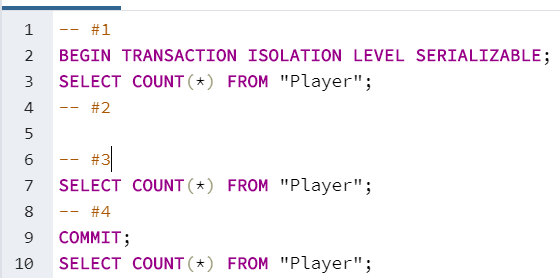 1 -- #1
2 BEGIN TRANSACTION ISOLATION LEVEL SERIALIZABLE;
3 SELECT COUNT(*) FROM "Player";
4 -- #2
5
6 -- #3
7 SELECT COUNT(*) FROM "Player";
8 -- #4
9 COMMIT;
10 SELECT COUNT(*) FROM "Player";